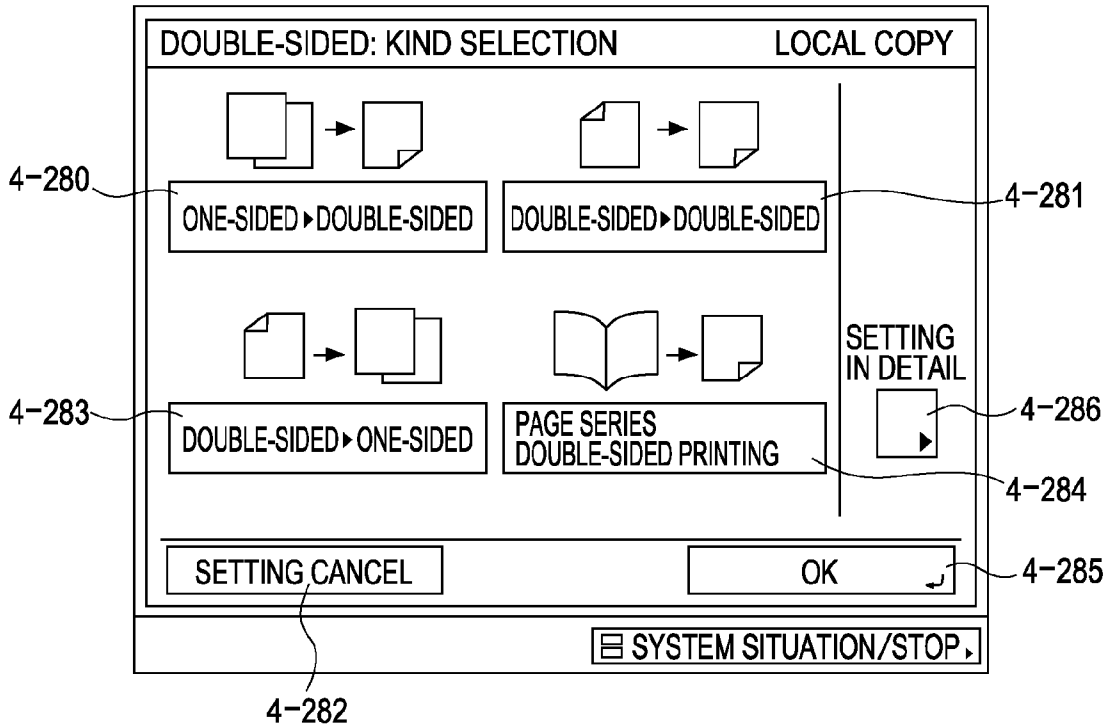 DOUBLE-SIDED: KIND SELECTION
LOCAL COPY
4-280
ONE-SIDED▶DOUBLE-SIDED
DOUBLE-SIDED▶DOUBLE-SIDED
4-281
4-283
DOUBLE-SIDED▶ONE-SIDED
PAGE SERIES
DOUBLE-SIDED PRINTING
4-284
SETTING
IN DETAIL
4-286
SETTING CANCEL
OK
4-285
SYSTEM SITUATION/STOP
4-282